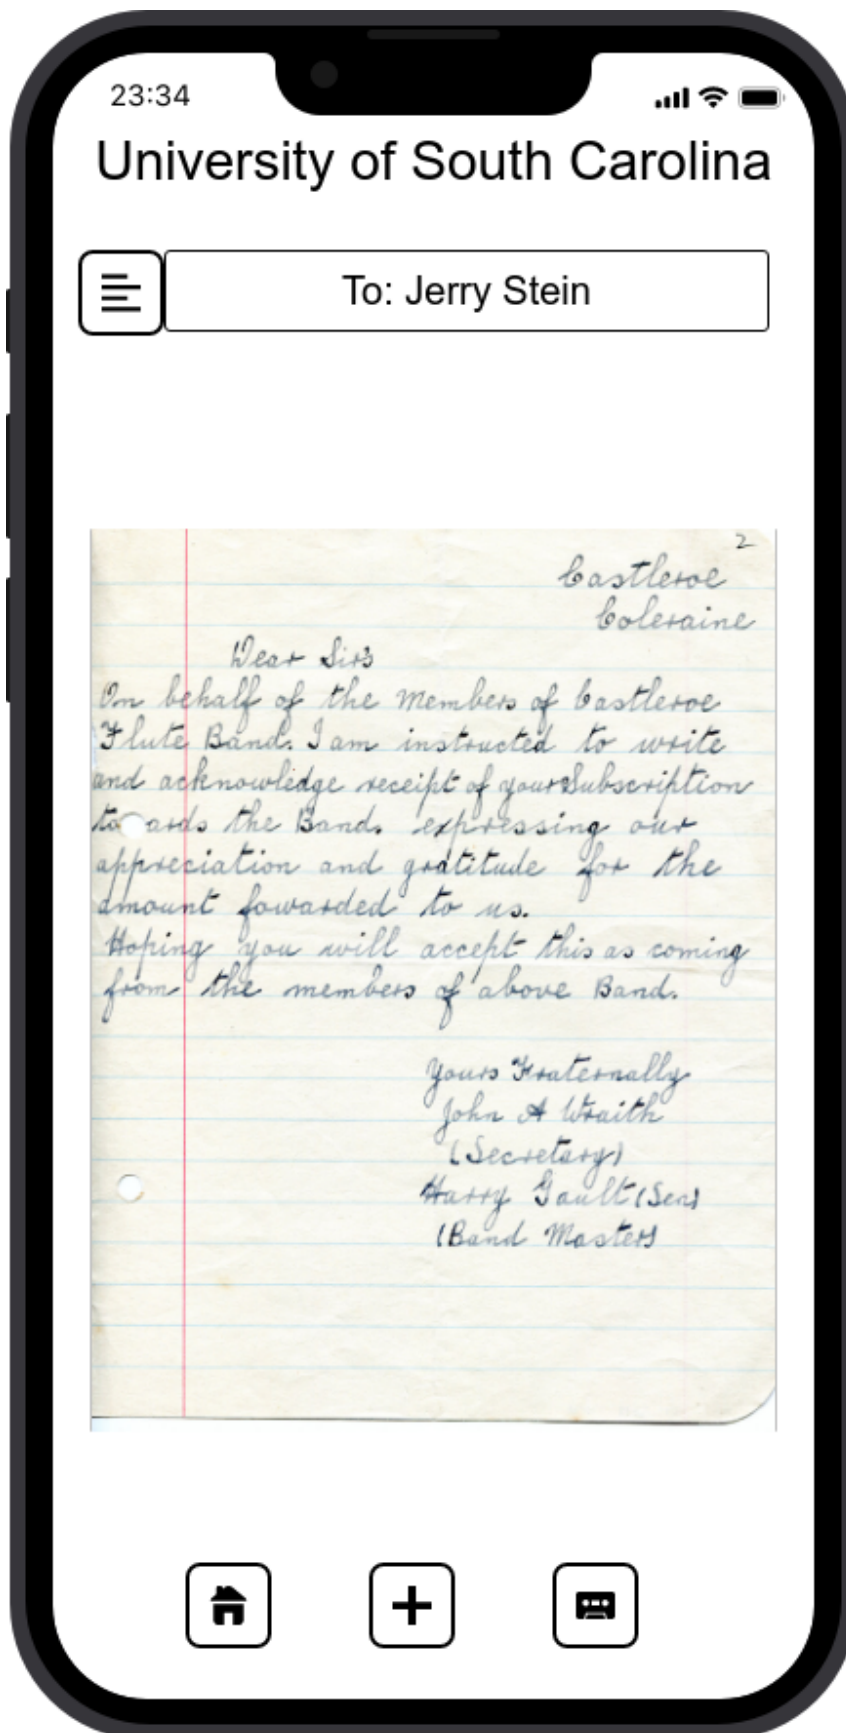 23:34
University of South Carolina
To: Jerry Stein
2
Castleroe
Coleraine
Dear Sirs
On behalf of the members of Castleroe
Flute Band. I am instructed to write
and acknowledge receipt of your Subscription
to ards the Band. expressing our
appreciation and gratitude for the
amount fowarded to us.
Hoping you will accept this as coming
from the members of above Band.
Yours Fraternally
John A Wraith
(Secretary)
Harry Gault (Sen)
(Band Master)